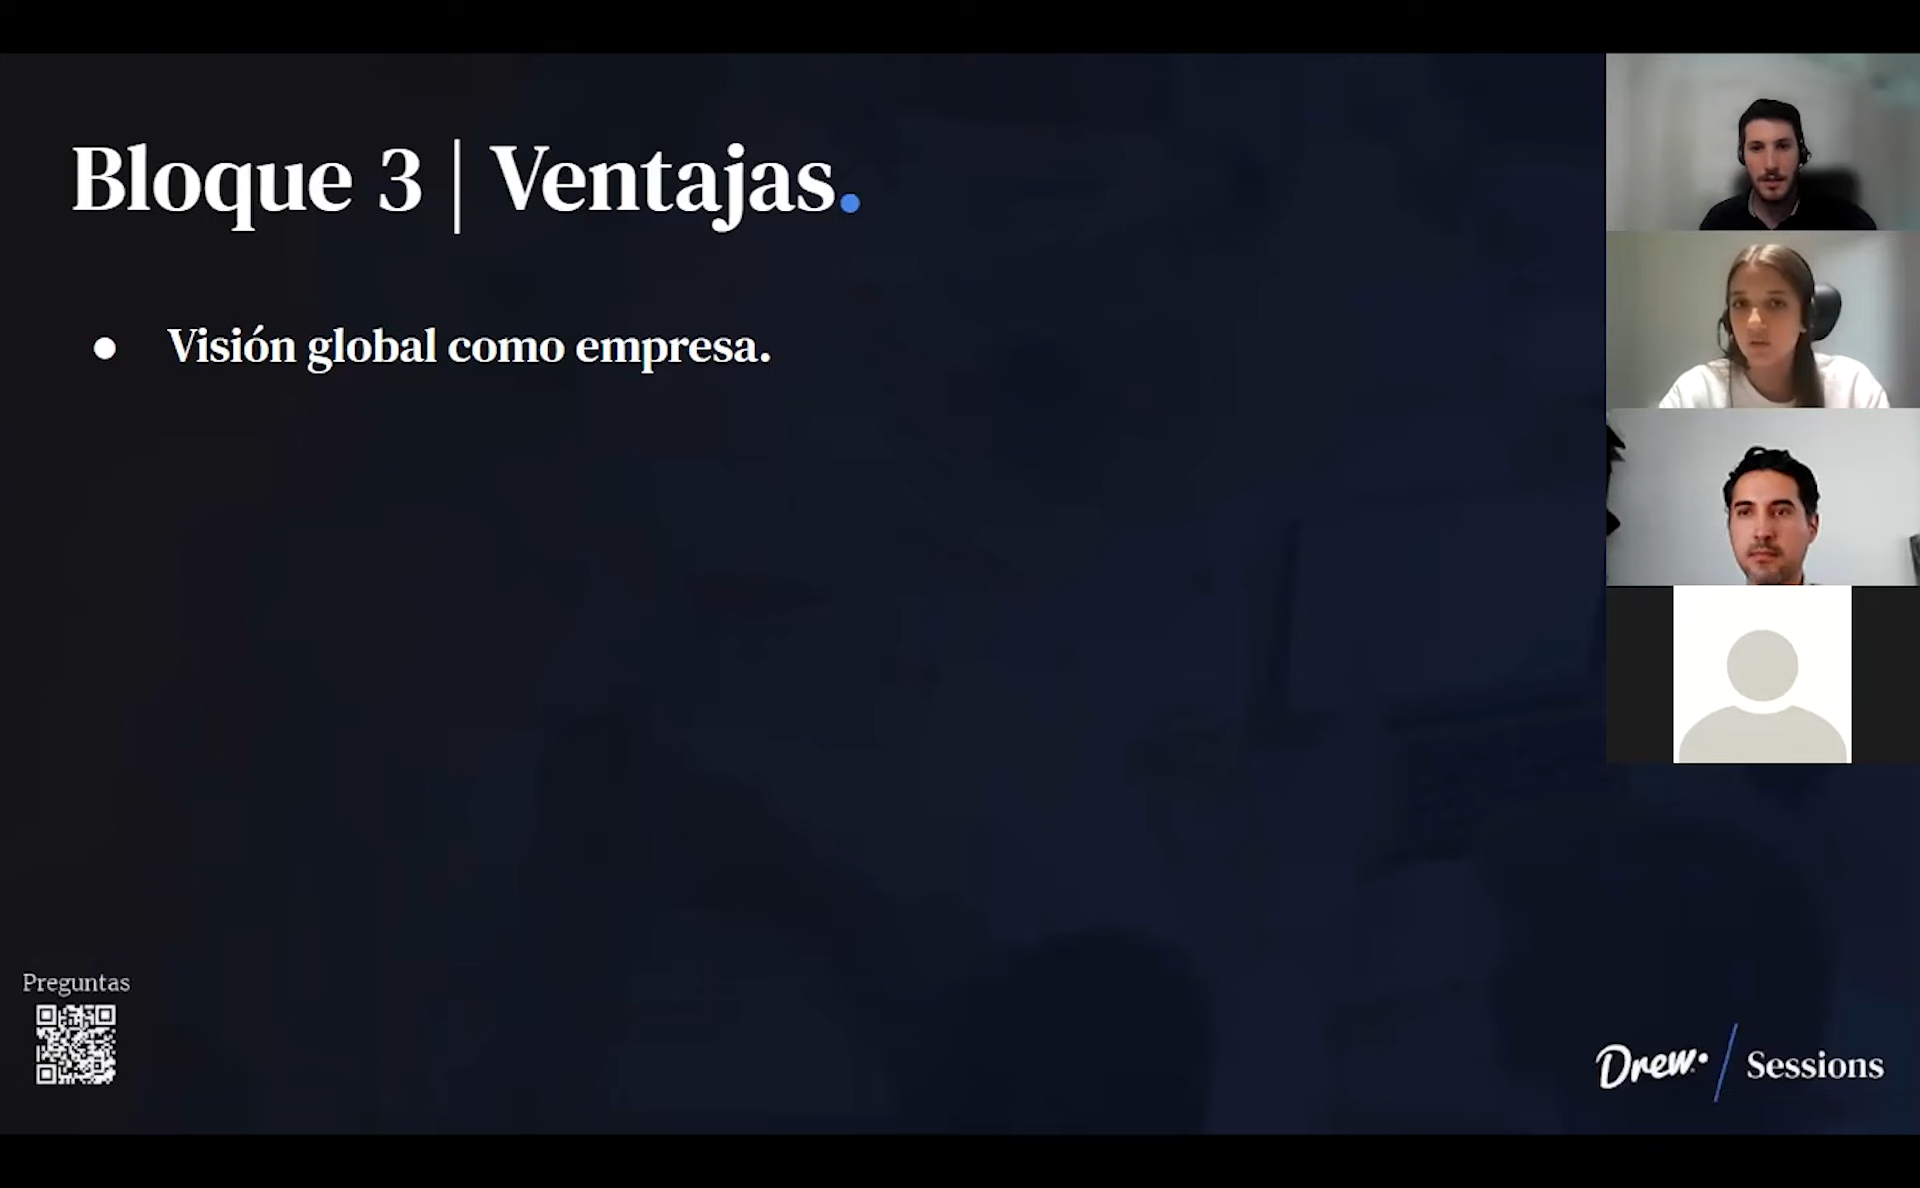 Bloque 3 | Ventajas.
● Visión global como empresa.
Preguntas
Drew. / Sessions